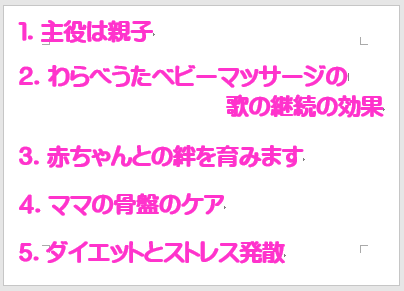 1. 主役は親子
2. わらべうたベビーマッサージの
歌の継続の効果
3. 赤ちゃんとの絆を育みます
4. ママの骨盤のケア
5. ダイエットとストレス発散